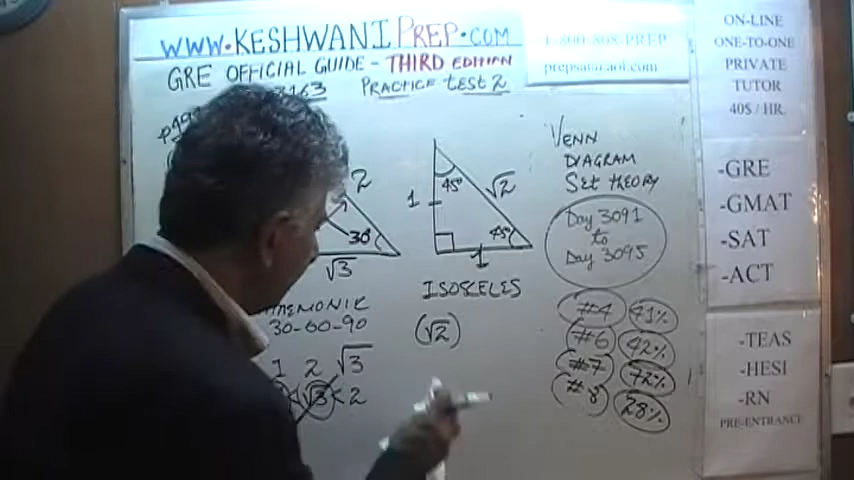 WWW.KESHWANIPREP.COM
GRE OFFICIAL GUIDE - THIRD EDITION
3163 PRACTICE TEST 2
1-800-808-PREP
prepsat@aol.com
2
30°
√3
MNEMONIC
30-60-90
1 2 √3
<√3<2
45°
√2
1
45°
1
ISOSCELES
(√2)
VENN
DIAGRAM
SET THEORY
Day 3091
to
Day 3095
#4 41%
#6 42%
#7 72%
#8 28%
ON-LINE
ONE-TO-ONE
PRIVATE
TUTOR
40$ / HR.
-GRE
-GMAT
-SAT
-ACT
-TEAS
-HESI
-RN
PRE-ENTRANCE